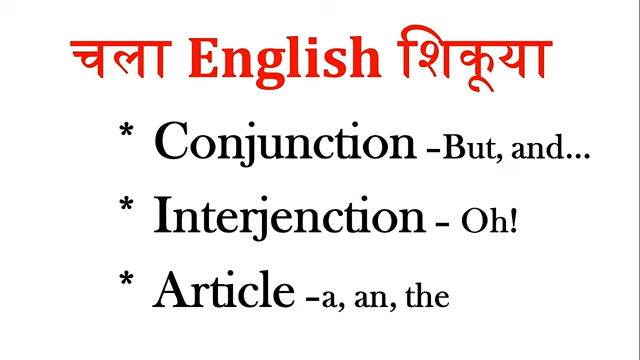 चला English शिकूया
* Conjunction –But, and...
* Interjenction – Oh!
* Article –a, an, the